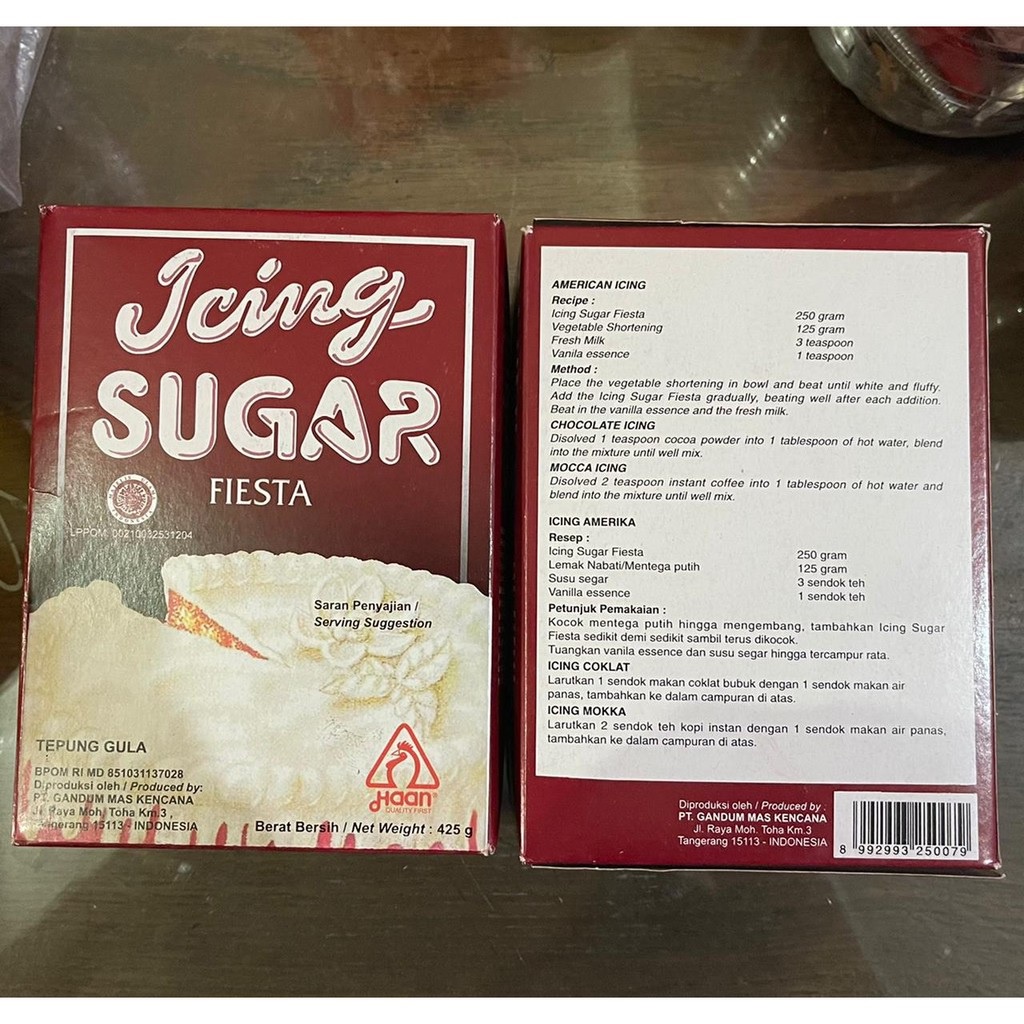 Icing
SUGAR
FIESTA
LPPOM: 00210032531204
Saran Penyajian /
Serving Suggestion
TEPUNG GULA
BPOM RI MD 851031137028
Diproduksi oleh / Produced by:
PT. GANDUM MAS KENCANA
Jl. Raya Moh. Toha Km.3 ,
Tangerang 15113 - INDONESIA
Haan
QUALITY FIRST
Berat Bersih / Net Weight : 425 g
AMERICAN ICING
Recipe :
Icing Sugar Fiesta 250 gram
Vegetable Shortening 125 gram
Fresh Milk 3 teaspoon
Vanila essence 1 teaspoon
Method :
Place the vegetable shortening in bowl and beat until white and fluffy.
Add the Icing Sugar Fiesta gradually, beating well after each addition.
Beat in the vanilla essence and the fresh milk.
CHOCOLATE ICING
Disolved 1 teaspoon cocoa powder into 1 tablespoon of hot water, blend
into the mixture until well mix.
MOCCA ICING
Disolved 2 teaspoon instant coffee into 1 tablespoon of hot water and
blend into the mixture until well mix.
ICING AMERIKA
Resep :
Icing Sugar Fiesta 250 gram
Lemak Nabati/Mentega putih 125 gram
Susu segar 3 sendok teh
Vanilla essence 1 sendok teh
Petunjuk Pemakaian :
Kocok mentega putih hingga mengembang, tambahkan Icing Sugar
Fiesta sedikit demi sedikit sambil terus dikocok.
Tuangkan vanila essence dan susu segar hingga tercampur rata.
ICING COKLAT
Larutkan 1 sendok makan coklat bubuk dengan 1 sendok makan air
panas, tambahkan ke dalam campuran di atas.
ICING MOKKA
Larutkan 2 sendok teh kopi instan dengan 1 sendok makan air panas,
tambahkan ke dalam campuran di atas.
Diproduksi oleh / Produced by :
PT. GANDUM MAS KENCANA
Jl. Raya Moh. Toha Km.3
Tangerang 15113 - INDONESIA
8 992993 250079